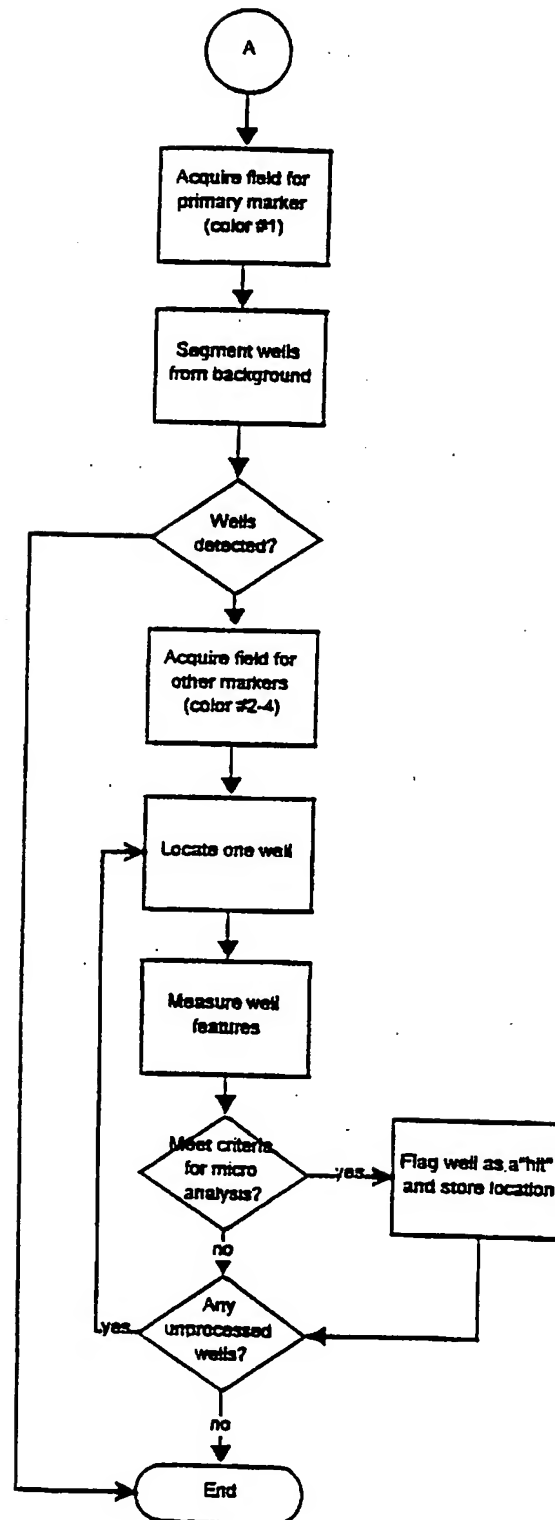 A
Acquire field for
primary marker
(color #1)
Segment wells
from background
Wells
detected?
Acquire field for
other markers
(color #2-4)
Locate one well
Measure well
features
Meet criteria
for micro
analysis?
yes
Flag well as a "hit"
and store location
no
Any
unprocessed
wells?
yes
no
End